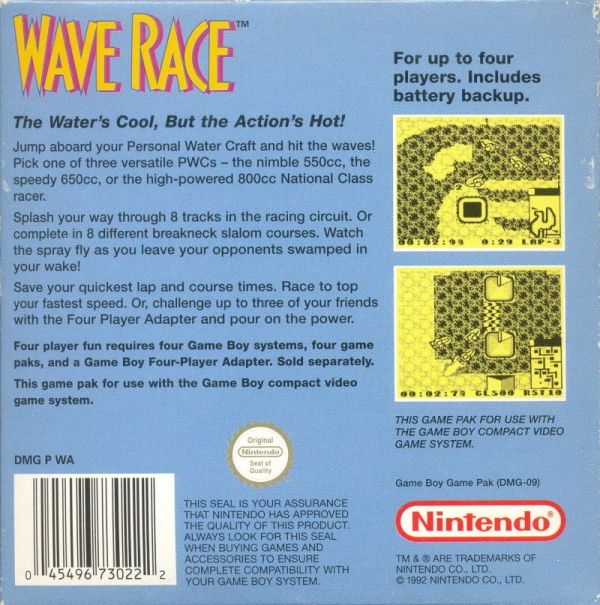 WAVE RACE™
The Water's Cool, But the Action's Hot!
Jump aboard your Personal Water Craft and hit the waves!
Pick one of three versatile PWCs – the nimble 550cc, the
speedy 650cc, or the high-powered 800cc National Class
racer.
Splash your way through 8 tracks in the racing circuit. Or
complete in 8 different breakneck slalom courses. Watch
the spray fly as you leave your opponents swamped in
your wake!
Save your quickest lap and course times. Race to top
your fastest speed. Or, challenge up to three of your friends
with the Four Player Adapter and pour on the power.
Four player fun requires four Game Boy systems, four game
paks, and a Game Boy Four-Player Adapter. Sold separately.
This game pak for use with the Game Boy compact video
game system.
DMG P WA
0 45496 73022 2
Original
Nintendo
Seal of
Quality
THIS SEAL IS YOUR ASSURANCE
THAT NINTENDO HAS APPROVED
THE QUALITY OF THIS PRODUCT.
ALWAYS LOOK FOR THIS SEAL
WHEN BUYING GAMES AND
ACCESSORIES TO ENSURE
COMPLETE COMPATIBILITY WITH
YOUR GAME BOY SYSTEM.
For up to four
players. Includes
battery backup.
00:02:94 0:29 LAP-3
00:02:74 GL500 RST10
THIS GAME PAK FOR USE WITH
THE GAME BOY COMPACT VIDEO
GAME SYSTEM.
Game Boy Game Pak (DMG-09)
Nintendo®
TM & ® ARE TRADEMARKS OF
NINTENDO CO., LTD.
© 1992 NINTENDO CO., LTD.